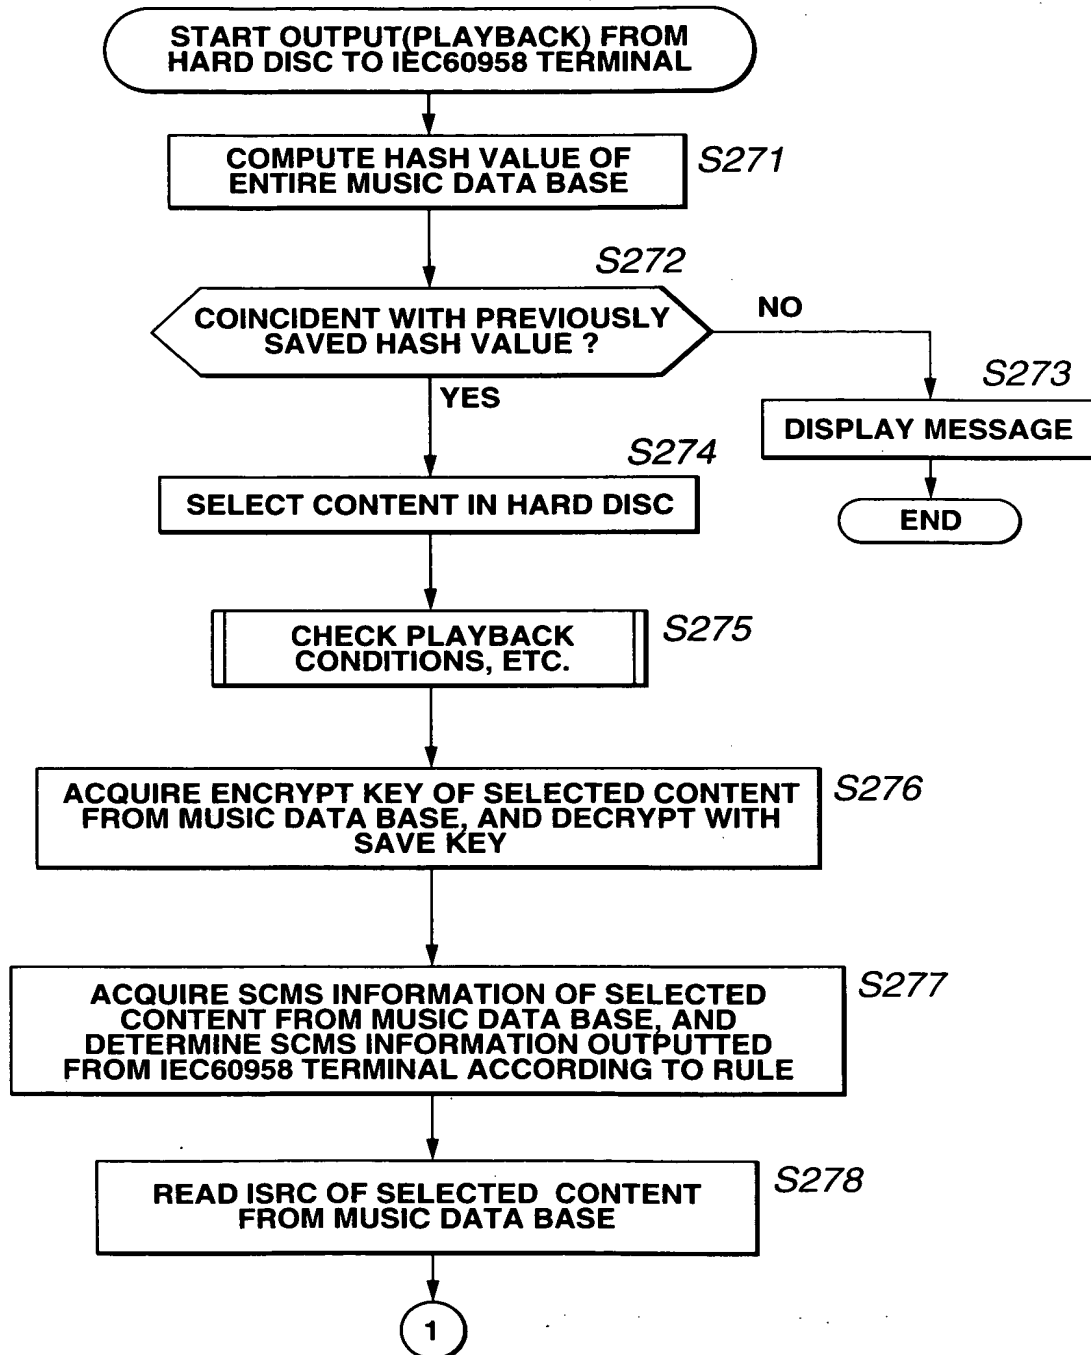 START OUTPUT(PLAYBACK) FROM
HARD DISC TO IEC60958 TERMINAL
COMPUTE HASH VALUE OF
ENTIRE MUSIC DATA BASE
S271
S272
COINCIDENT WITH PREVIOUSLY
SAVED HASH VALUE ?
NO
YES
S273
DISPLAY MESSAGE
END
S274
SELECT CONTENT IN HARD DISC
CHECK PLAYBACK
CONDITIONS, ETC.
S275
ACQUIRE ENCRYPT KEY OF SELECTED CONTENT
FROM MUSIC DATA BASE, AND DECRYPT WITH
SAVE KEY
S276
ACQUIRE SCMS INFORMATION OF SELECTED
CONTENT FROM MUSIC DATA BASE, AND
DETERMINE SCMS INFORMATION OUTPUTTED
FROM IEC60958 TERMINAL ACCORDING TO RULE
S277
READ ISRC OF SELECTED CONTENT
FROM MUSIC DATA BASE
S278
1